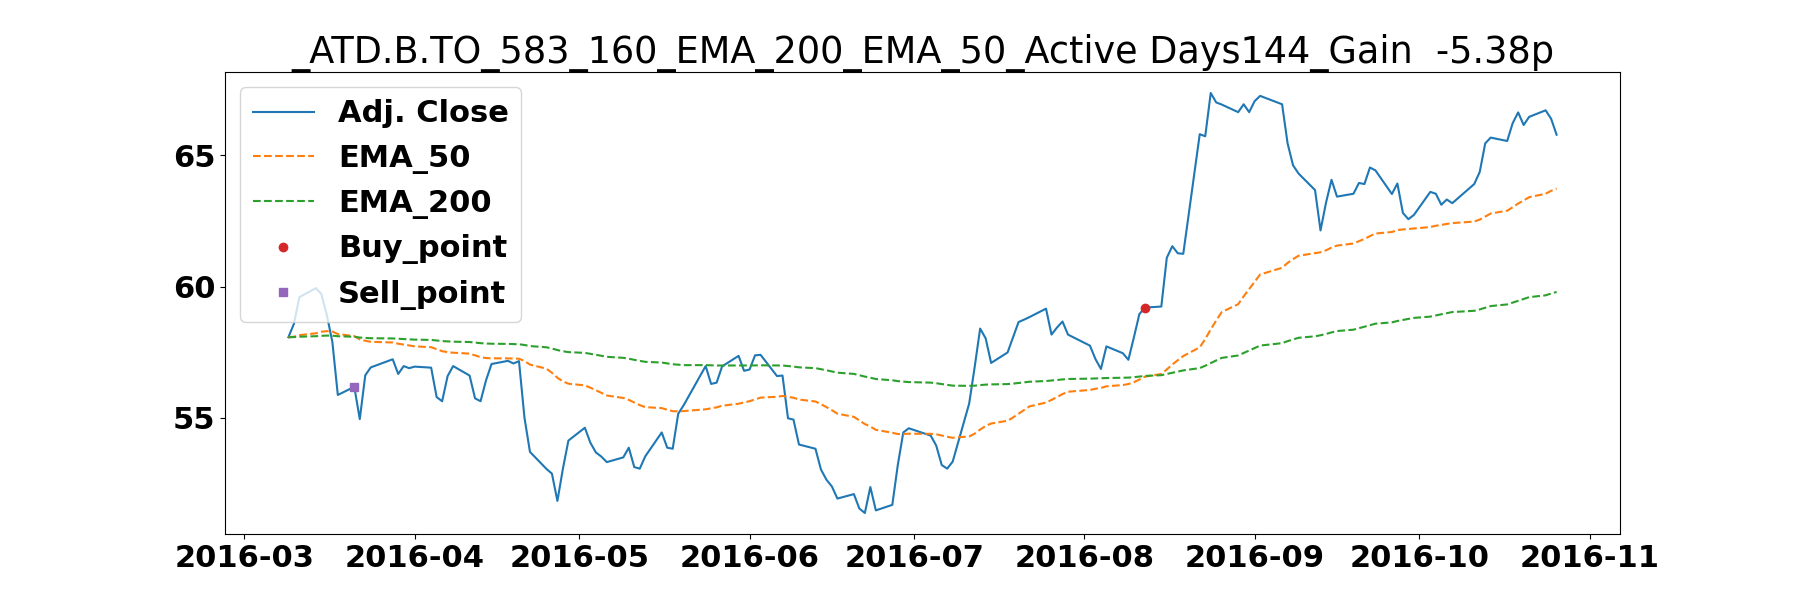 _ATD.B.TO_583_160_EMA_200_EMA_50_Active Days144_Gain  -5.38p
Adj. Close
EMA_50
EMA_200
Buy_point
Sell_point
65
60
55
2016-03 2016-04 2016-05 2016-06 2016-07 2016-08 2016-09 2016-10 2016-11